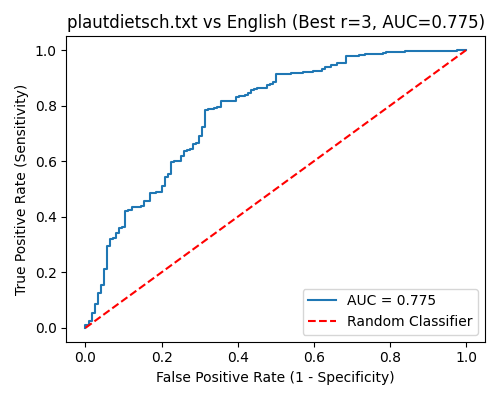 plautdietsch.txt vs English (Best r=3, AUC=0.775)
True Positive Rate (Sensitivity)
1.0
0.8
0.6
0.4
0.2
0.0
AUC = 0.775
Random Classifier
0.0 0.2 0.4 0.6 0.8 1.0
False Positive Rate (1 - Specificity)